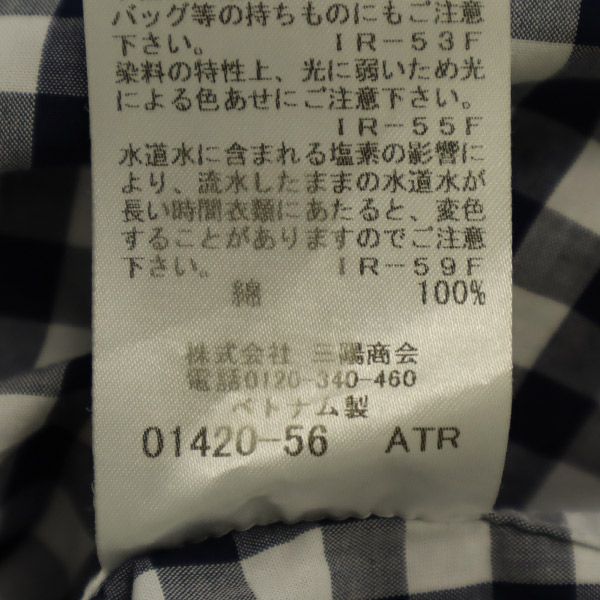 バッグ等の持ちものにもご注意
下さい。 IR-53F
染料の特性上、光に弱いため光
による色あせにご注意下さい。
IR-55F
水道水に含まれる塩素の影響に
より、流水したままの水道水が
長い時間衣類にあたると、変色
することがありますのでご注意
下さい。 IR-59F
綿 100%
株式会社 三陽商会
電話0120-340-460
ベトナム製
01420-56 ATR